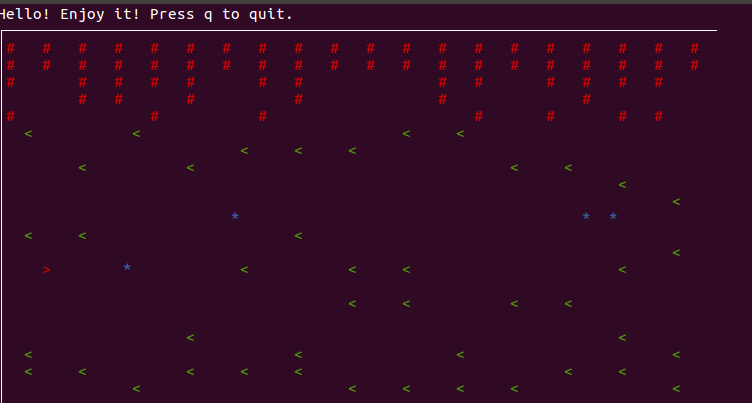 Hello! Enjoy it! Press q to quit.
# # # # # # # # # # # # # # # # # # # #
# # # # # # # # # # # # # # # # # # # #
# # # # # # # # # # # # #
# # # # # #
# # # # # # #
< < < <
< < <
< < < <
<
<
* * *
< < <
<
> * < < < <
< < < <
< <
< < < <
< < < < < < <
< < < < < <